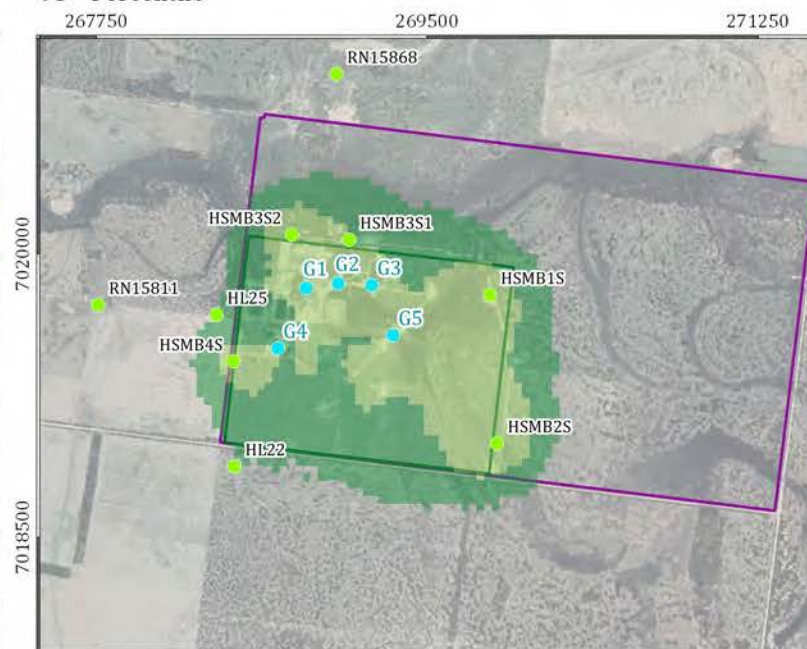 267750
269500
271250
RN15868
HSMB3S2
HSMB3S1
7020000
G1
G2
G3
HSMB1S
RN15811
HL25
G5
HSMB4S
G4
HSMB2S
HL22
7018500